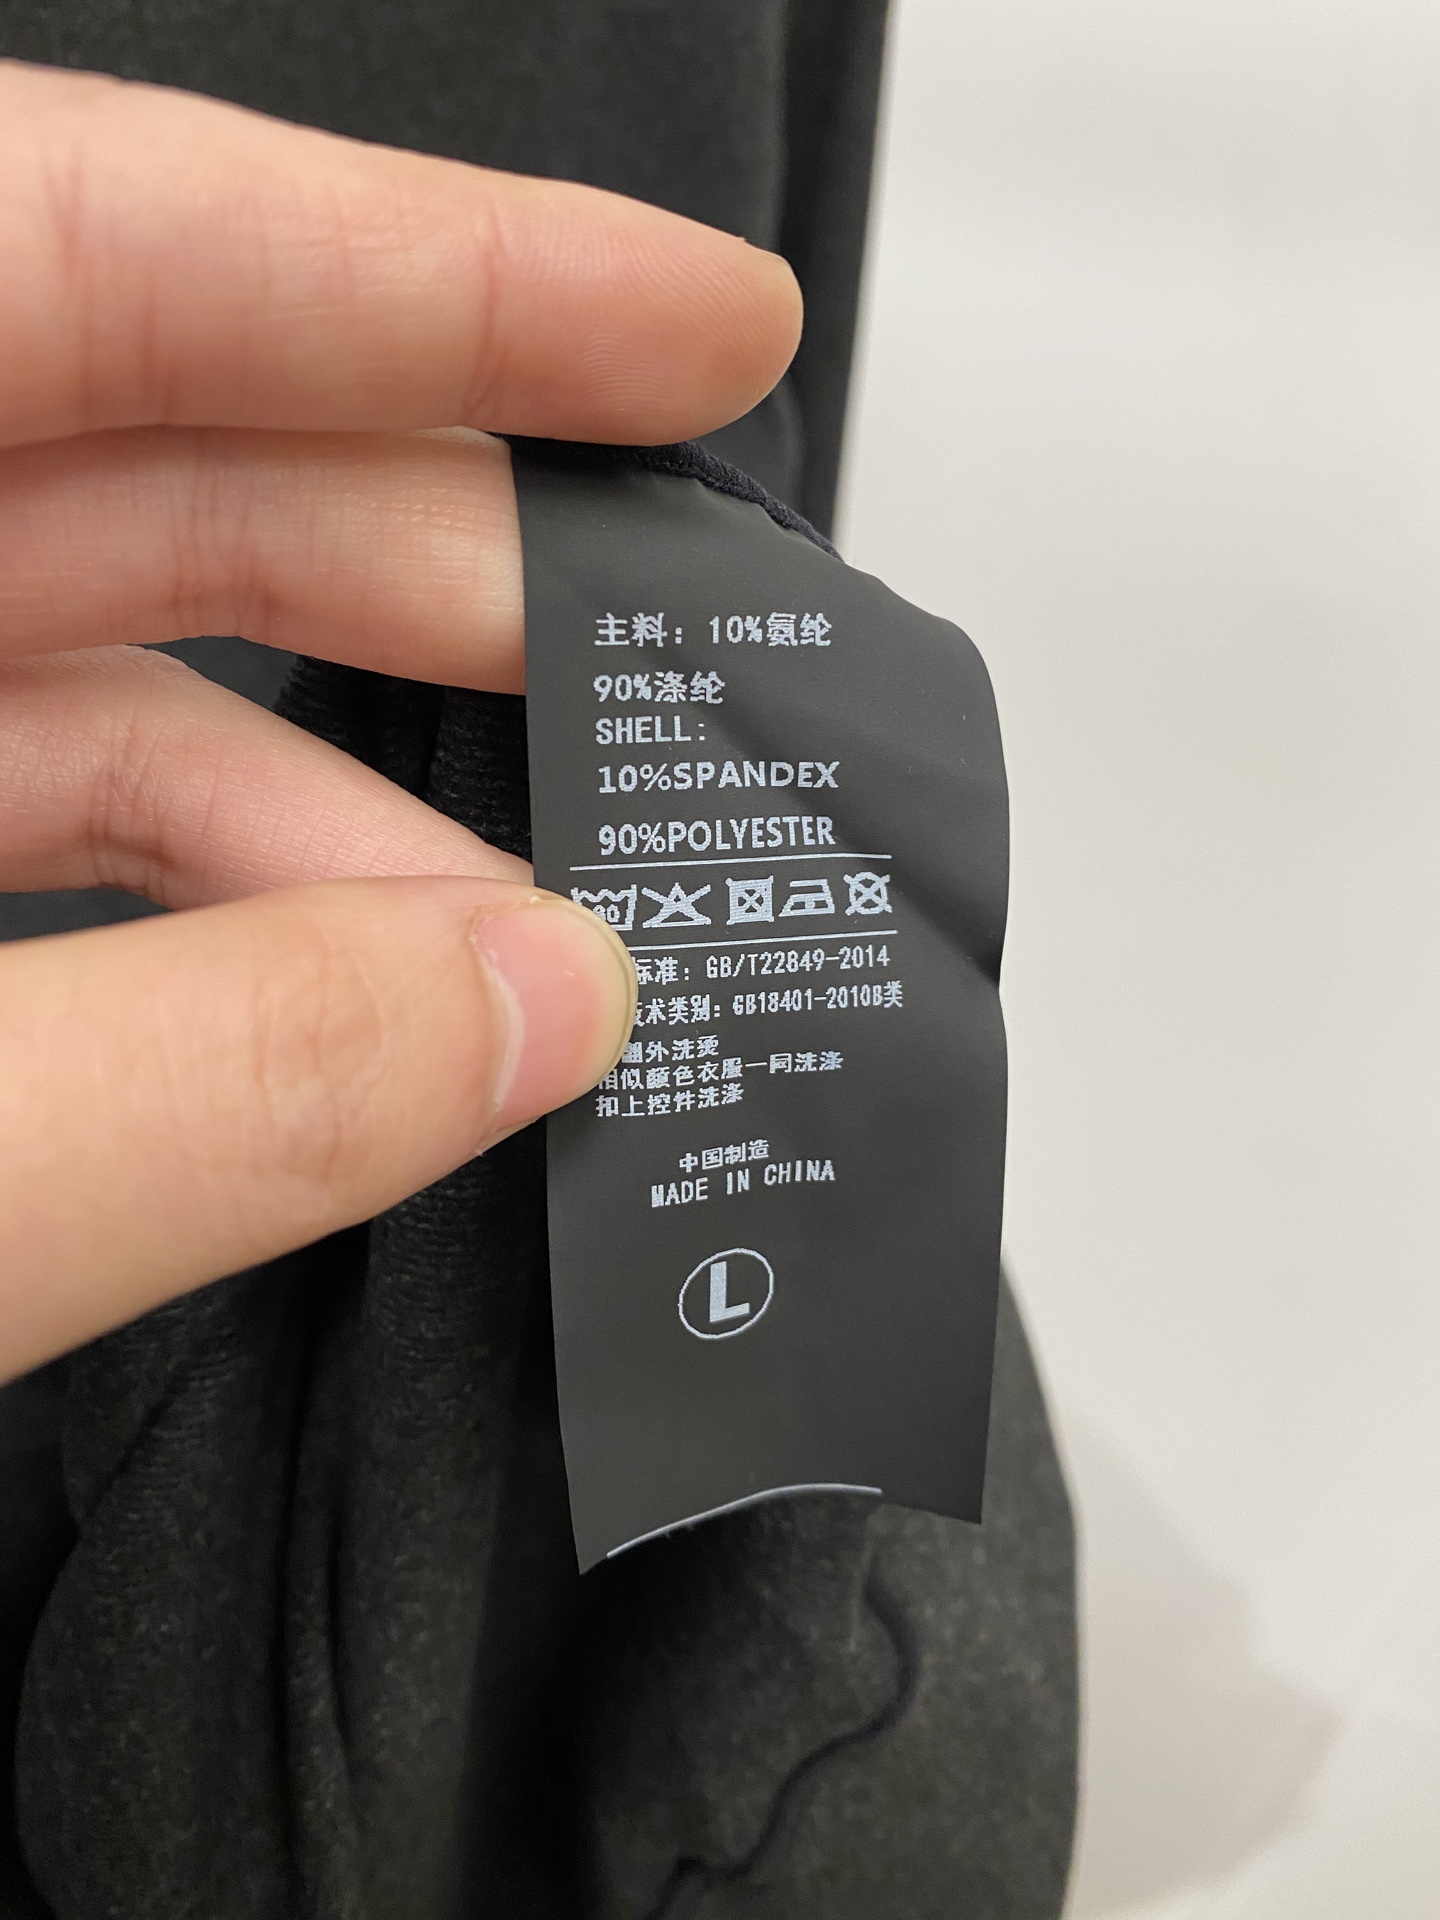 主料：10%氨纶
90%涤纶
SHELL:
10%SPANDEX
90%POLYESTER
标准：GB/T22849-2014
技术类别：GB18401-2010B类
翻外洗烫
相似颜色衣服一同洗涤
扣上控件洗涤
中国制造
MADE IN CHINA
L